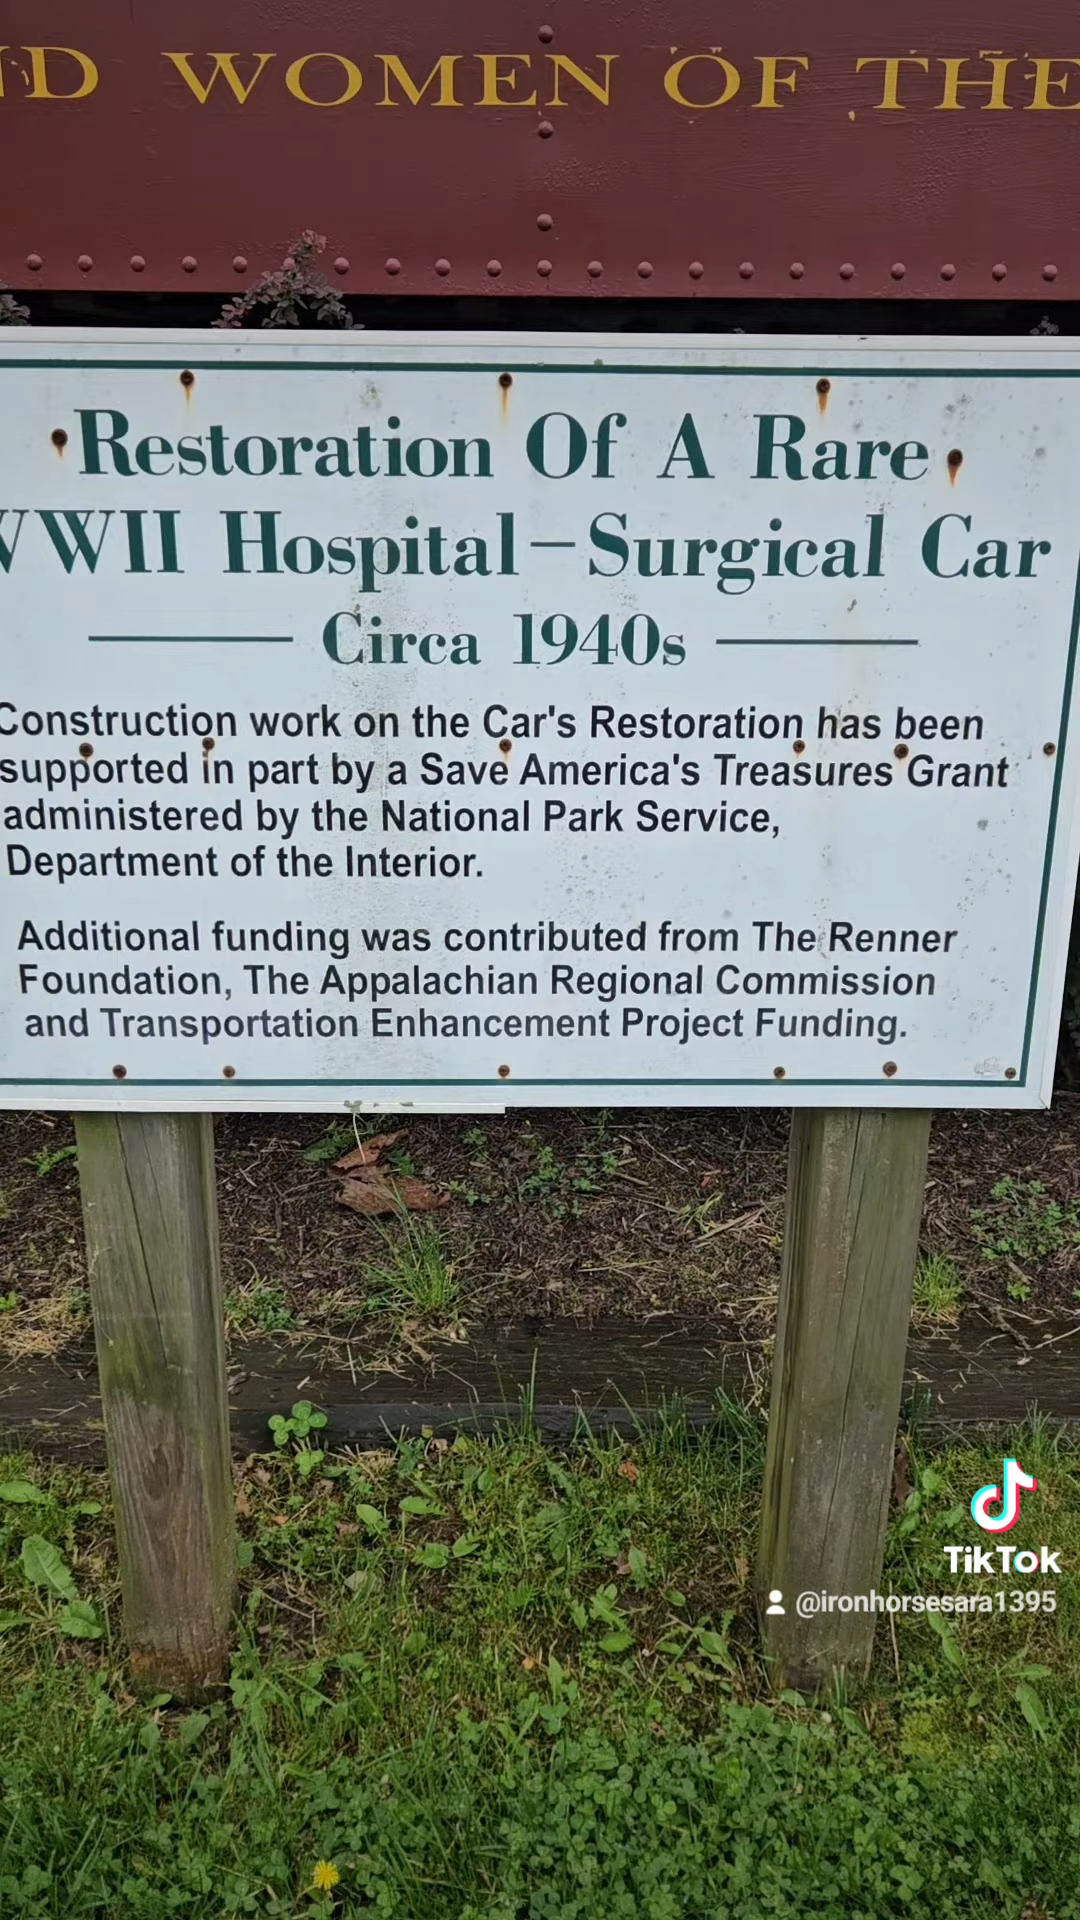 ND WOMEN OF THE
Restoration Of A Rare
WWII Hospital-Surgical Car
Circa 1940s
Construction work on the Car's Restoration has been
supported in part by a Save America's Treasures Grant
administered by the National Park Service,
Department of the Interior.
Additional funding was contributed from The Renner
Foundation, The Appalachian Regional Commission
and Transportation Enhancement Project Funding.
TikTok
@ironhorsesara1395